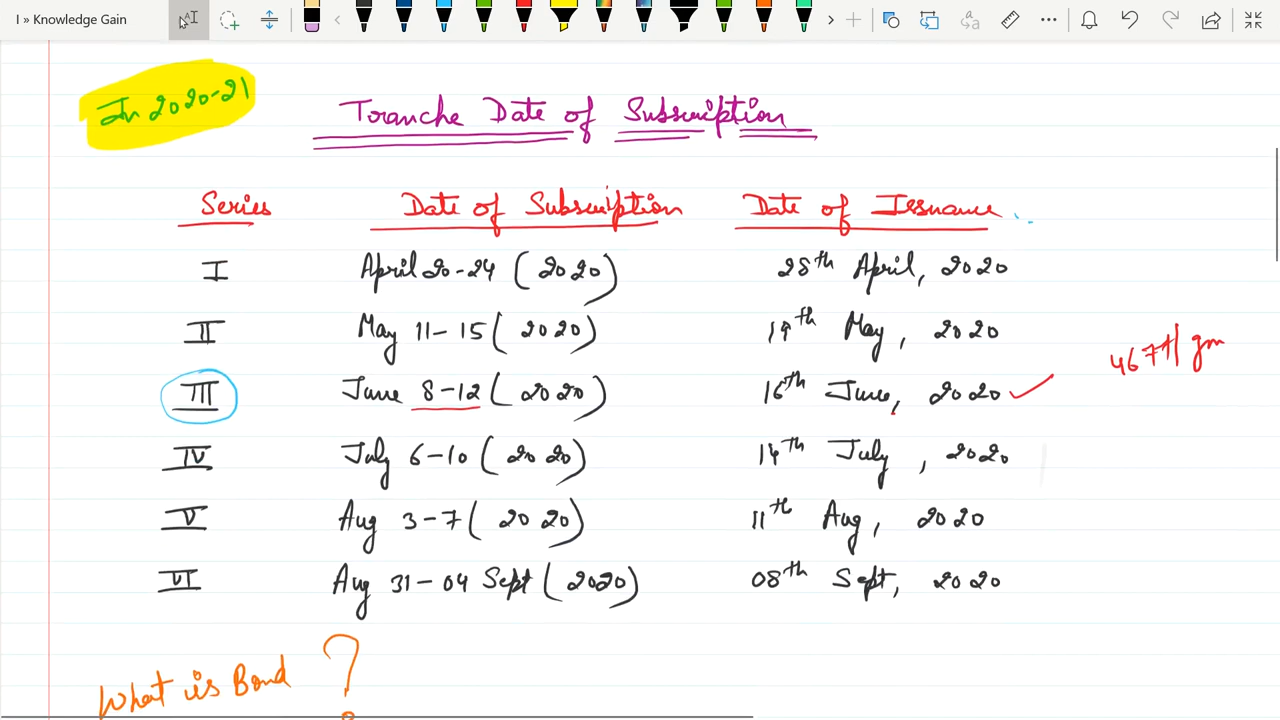 I » Knowledge Gain
In 2020-21
Tranche Date of Subscription
Series Date of Subscription Date of Issuance
I April 20-24 (2020) 28th April, 2020
II May 11-15 (2020) 19th May, 2020
III June 8-12 (2020) 16th June, 2020
4677/gm
IV July 6-10 (2020) 14th July, 2020
V Aug 3-7 (2020) 11th Aug, 2020
VI Aug 31-04 Sept (2020) 08th Sept, 2020
What is Bond ?